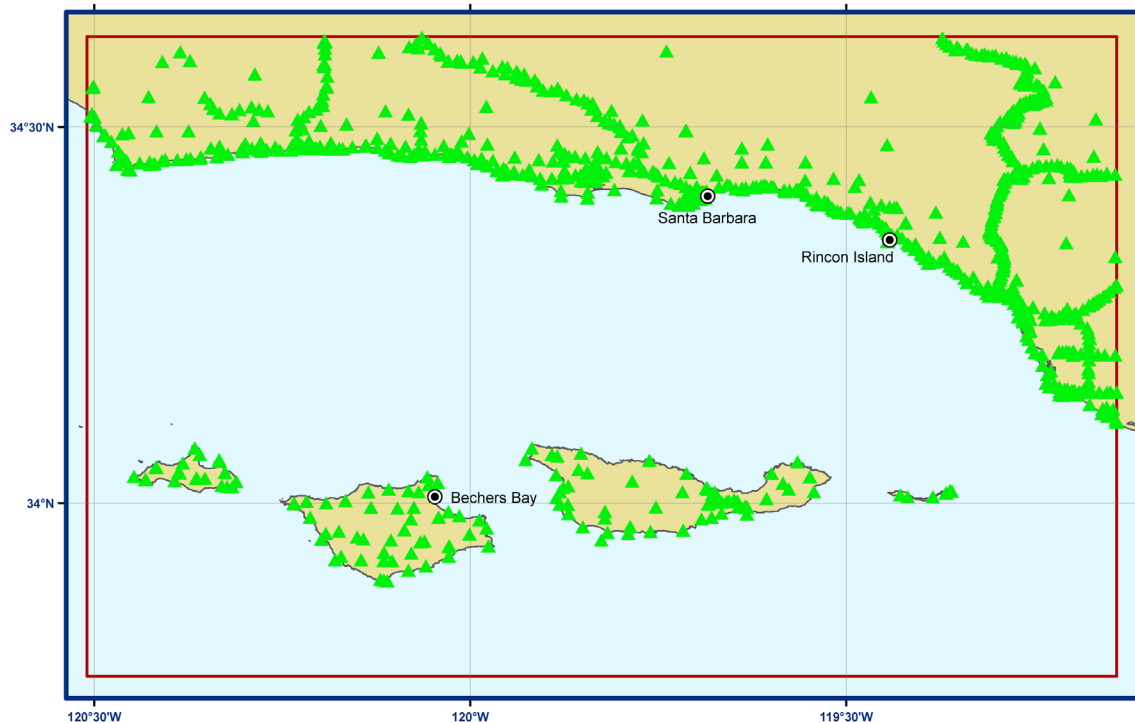 34°30'N
Santa Barbara
Rincon Island
34°N
Bechers Bay
120°30'W
120°W
119°30'W